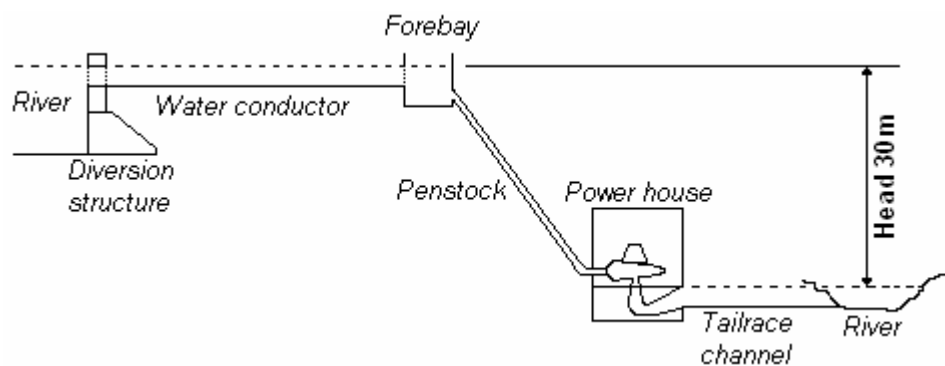 Forebay
River
Water conductor
Diversion
structure
Penstock
Power house
Head 30m
Tailrace
channel
River